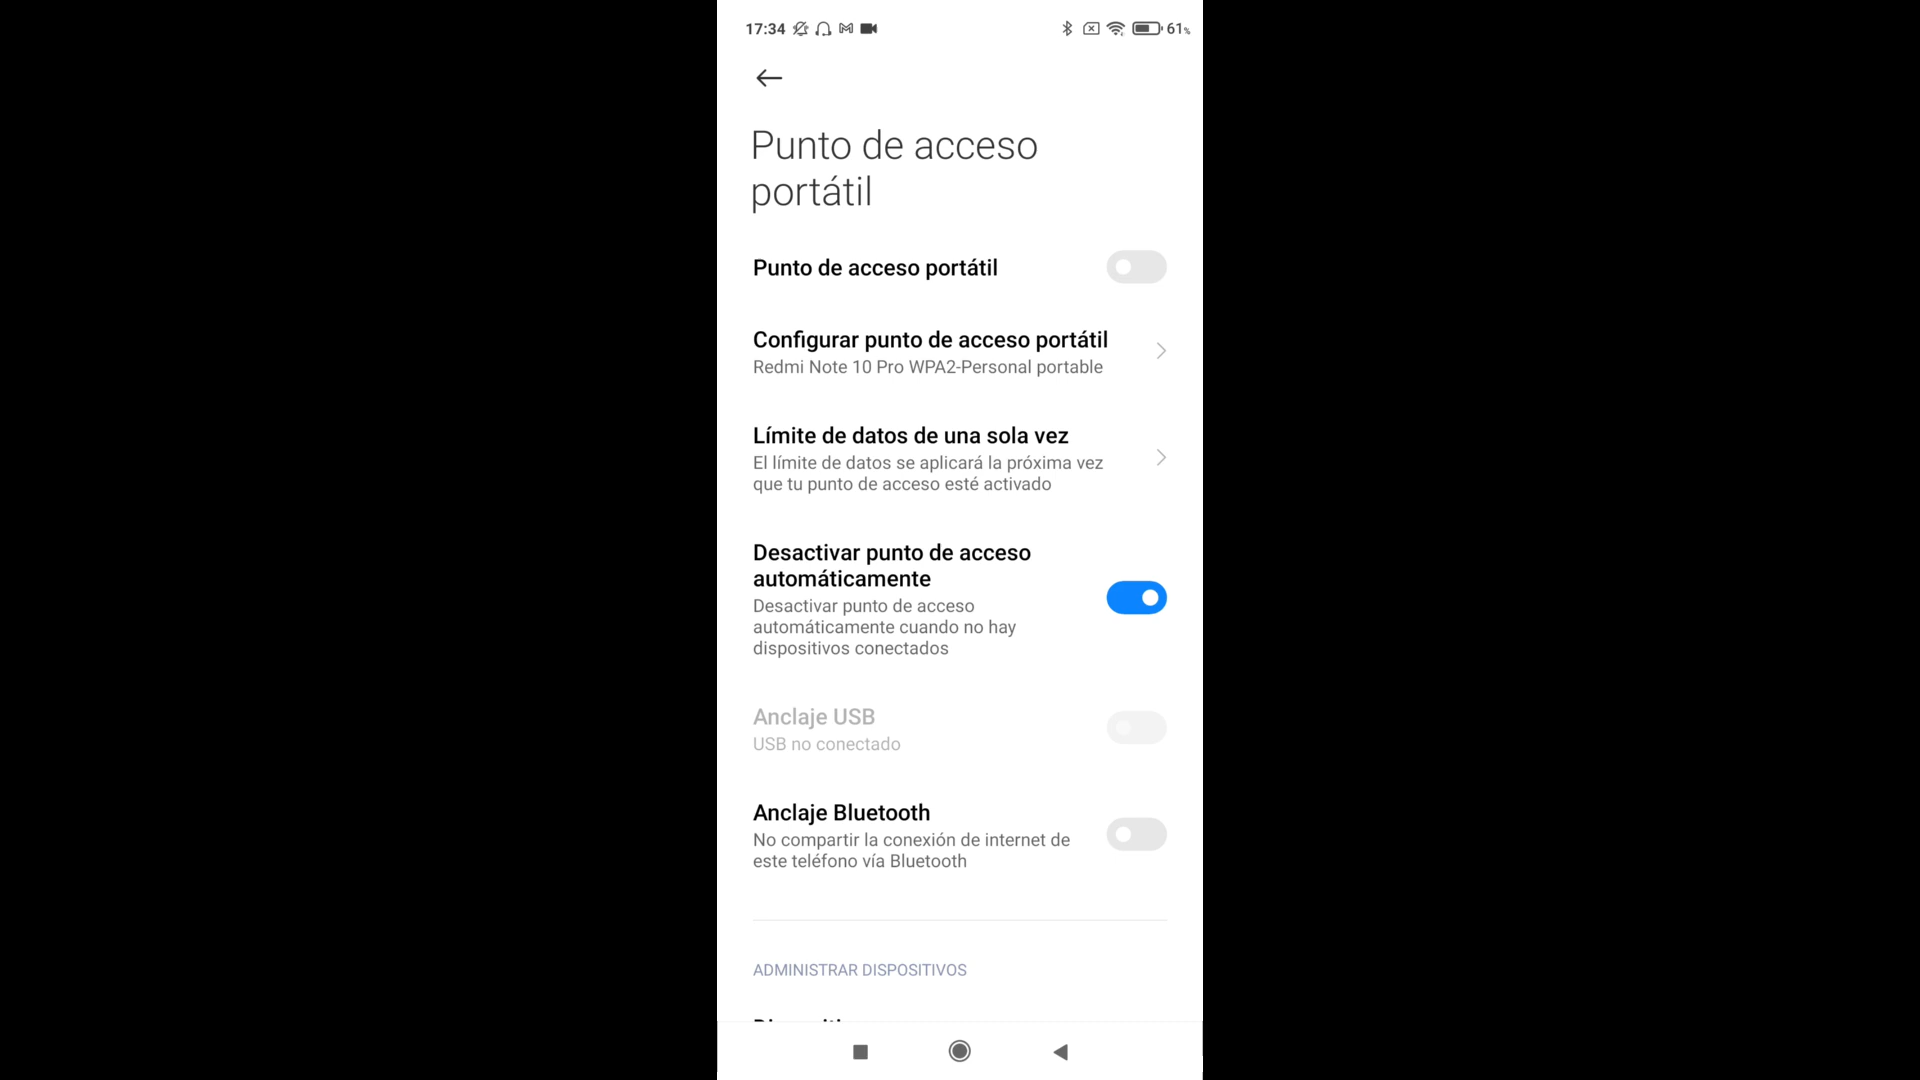 17:34 61%
Punto de acceso
portátil
Punto de acceso portátil
Configurar punto de acceso portátil
Redmi Note 10 Pro WPA2-Personal portable
Límite de datos de una sola vez
El límite de datos se aplicará la próxima vez
que tu punto de acceso esté activado
Desactivar punto de acceso
automáticamente
Desactivar punto de acceso
automáticamente cuando no hay
dispositivos conectados
Anclaje USB
USB no conectado
Anclaje Bluetooth
No compartir la conexión de internet de
este teléfono vía Bluetooth
ADMINISTRAR DISPOSITIVOS